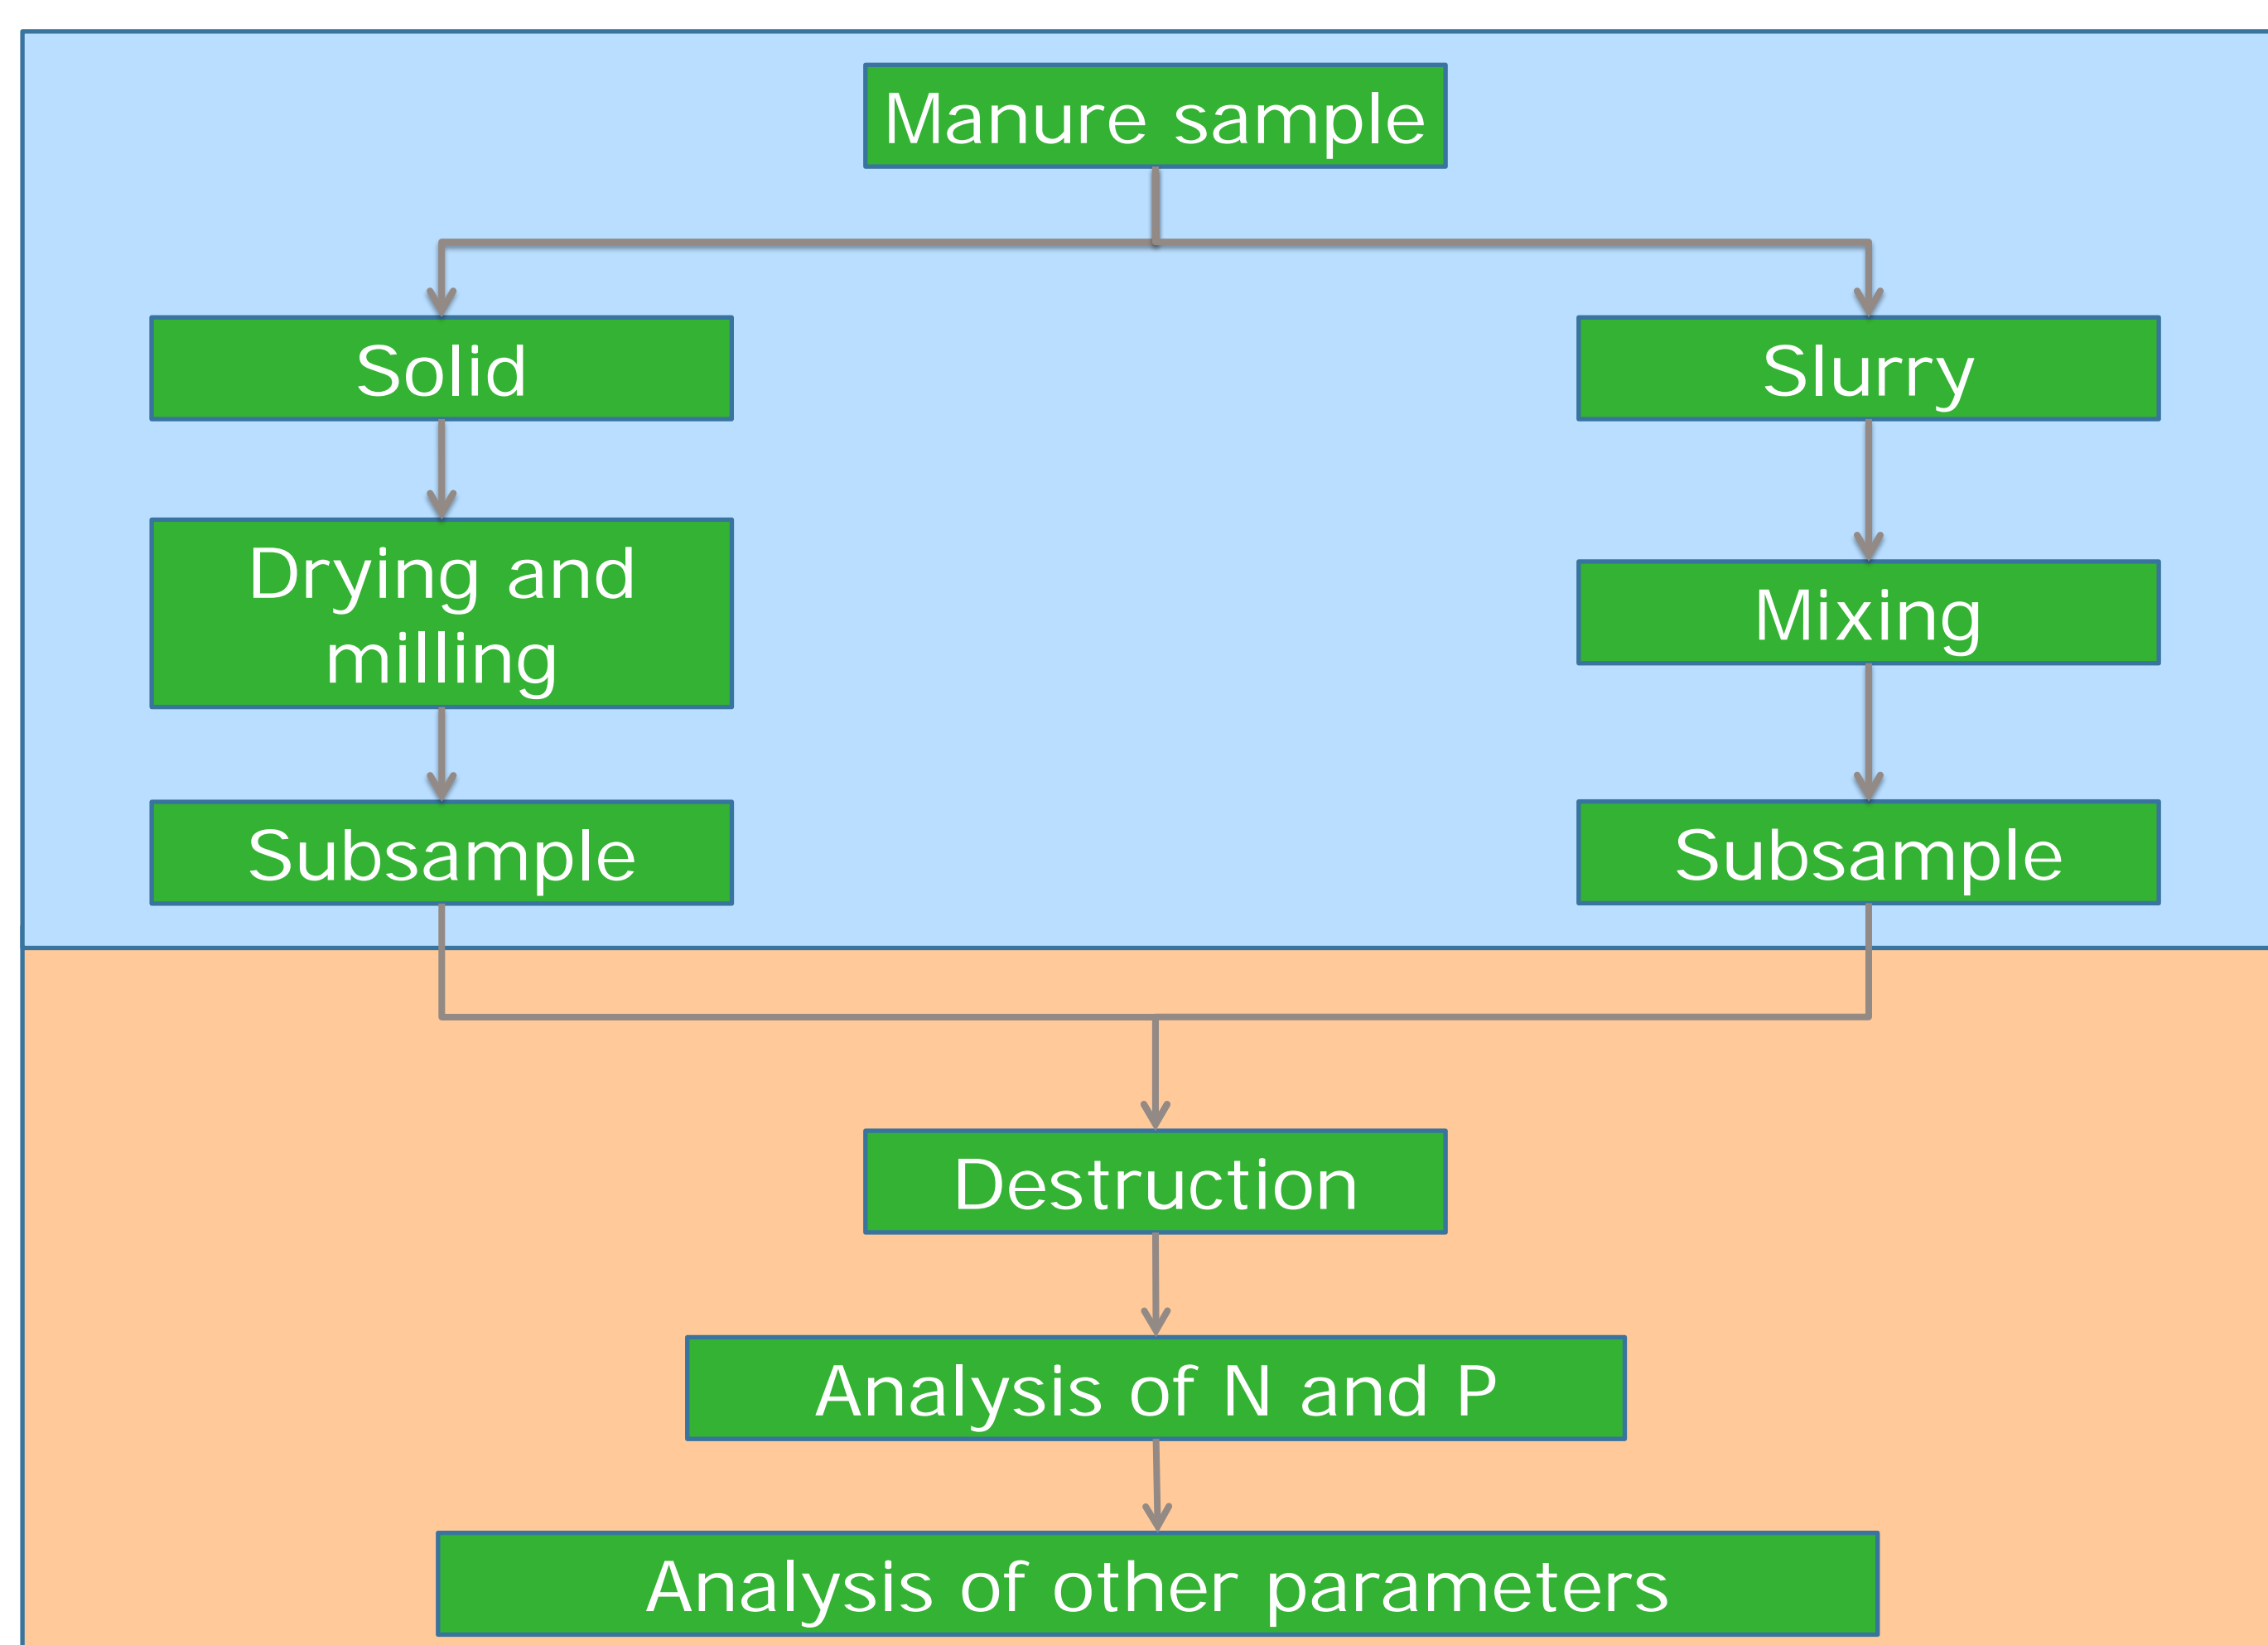 Manure sample
Solid
Slurry
Drying and
milling
Mixing
Subsample
Subsample
Destruction
Analysis of N and P
Analysis of other parameters